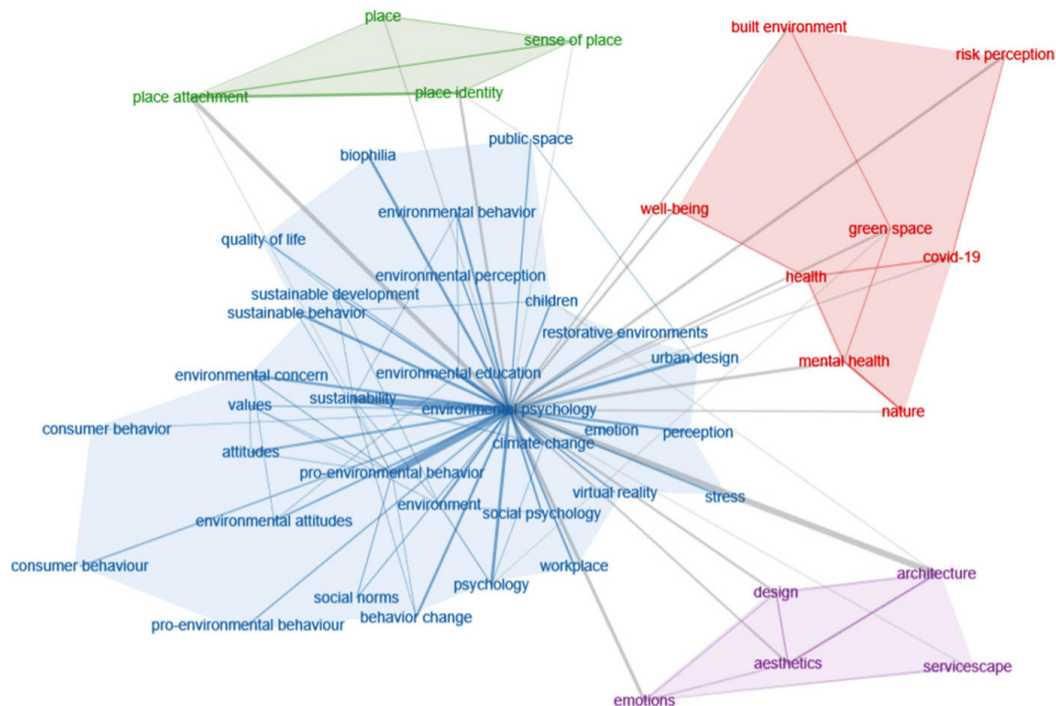 place
sense of place
place attachment
place identity
built environment
risk perception
public space
biophilia
well-being
environmental behavior
green space
quality of life
covid-19
environmental perception
health
sustainable development
children
sustainable behavior
restorative environments
urban design
mental health
environmental concern
environmental education
values
sustainability
environmental psychology
nature
consumer behavior
emotion
perception
climate change
attitudes
pro-environmental behavior
virtual reality
stress
environment
social psychology
environmental attitudes
consumer behaviour
workplace
architecture
psychology
design
social norms
behavior change
pro-environmental behaviour
aesthetics
servicescape
emotions